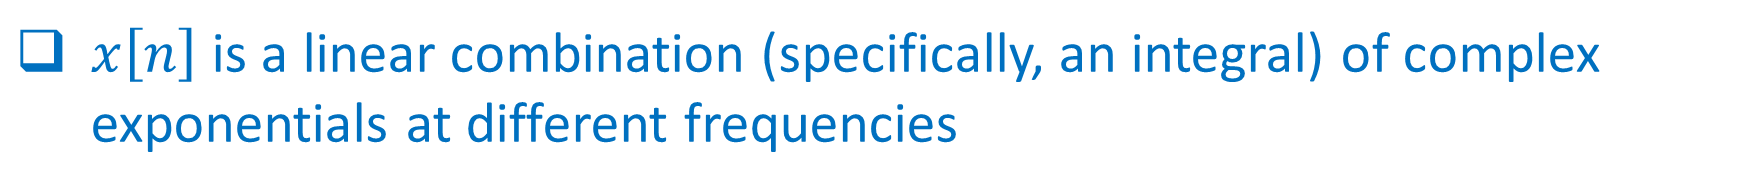 ❑ x[n] is a linear combination (specifically, an integral) of complex
exponentials at different frequencies